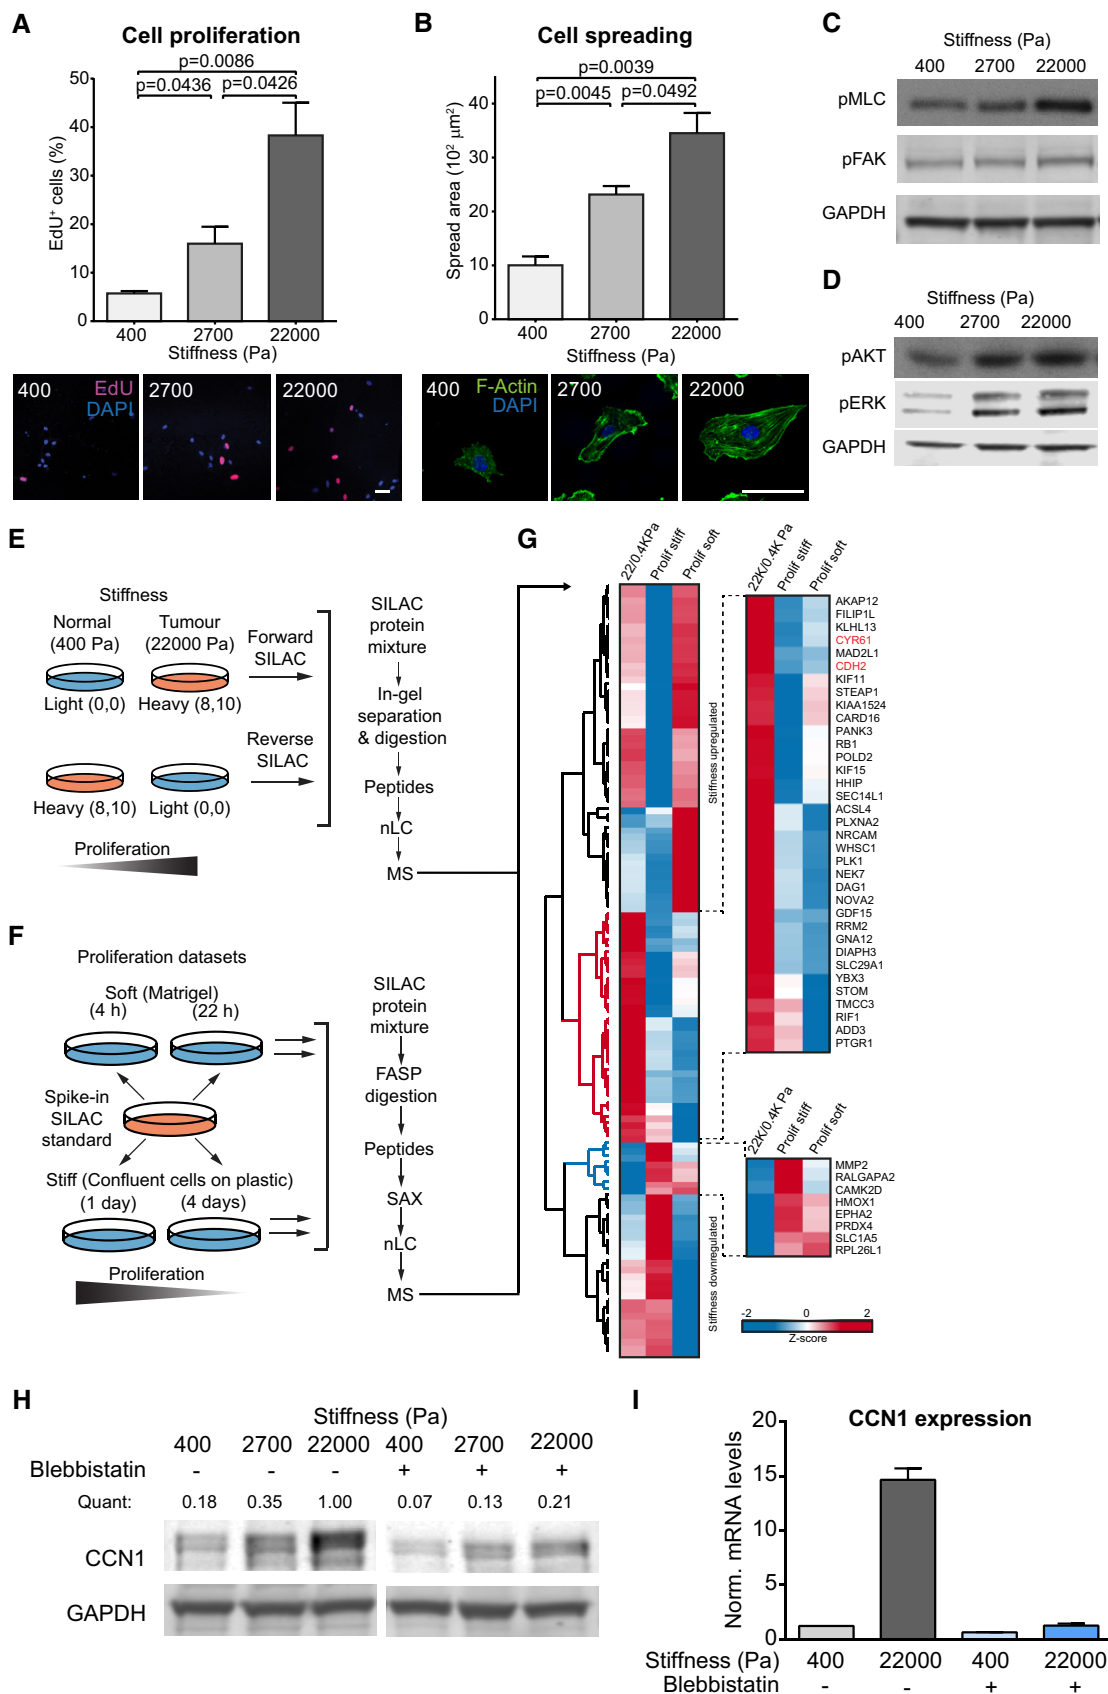 A
Cell proliferation
p=0.0086
p=0.0436
p=0.0426
50
40
30
20
10
0
EdU+ cells (%)
400
2700
22000
Stiffness (Pa)
400
EdU
DAPI
2700
22000
B
Cell spreading
p=0.0039
p=0.0045
p=0.0492
40
30
20
10
0
Spread area (10² µm²)
400
2700
22000
Stiffness (Pa)
400
F-Actin
DAPI
2700
22000
C
Stiffness (Pa)
400 2700 22000
pMLC
pFAK
GAPDH
D
Stiffness (Pa)
400 2700 22000
pAKT
pERK
GAPDH
E
Stiffness
Normal
(400 Pa)
Tumour
(22000 Pa)
Light (0,0)
Heavy (8,10)
Forward
SILAC
Reverse
SILAC
Heavy (8,10)
Light (0,0)
Proliferation
SILAC
protein
mixture
In-gel
separation
& digestion
Peptides
nLC
MS
F
Proliferation datasets
Soft (Matrigel)
(4 h)
(22 h)
Spike-in
SILAC
standard
Stiff (Confluent cells on plastic)
(1 day)
(4 days)
Proliferation
SILAC
protein
mixture
FASP
digestion
Peptides
SAX
nLC
MS
G
22/0.4KPa
Prolif stiff
Prolif soft
Stiffness upregulated
Stiffness downregulated
22K/0.4K Pa
Prolif stiff
Prolif soft
AKAP12
FILIP1L
KLHL13
CYR61
MAD2L1
CDH2
KIF11
STEAP1
KIAA1524
CARD16
PANK3
RB1
POLD2
KIF15
HHIP
SEC14L1
ACSL4
PLXNA2
NRCAM
WHSC1
PLK1
NEK7
DAG1
NOVA2
GDF15
RRM2
GNA12
DIAPH3
SLC29A1
YBX3
STOM
TMCC3
RIF1
ADD3
PTGR1
22K/0.4K Pa
Prolif stiff
Prolif soft
MMP2
RALGAPA2
CAMK2D
HMOX1
EPHA2
PRDX4
SLC1A5
RPL26L1
-2 0 2
Z-score
H
Stiffness (Pa)
400 2700 22000 400 2700 22000
Blebbistatin - - - + + +
Quant: 0.18 0.35 1.00 0.07 0.13 0.21
CCN1
GAPDH
I
CCN1 expression
20
15
10
5
0
Norm. mRNA levels
Stiffness (Pa) 400 22000 400 22000
Blebbistatin - - + +